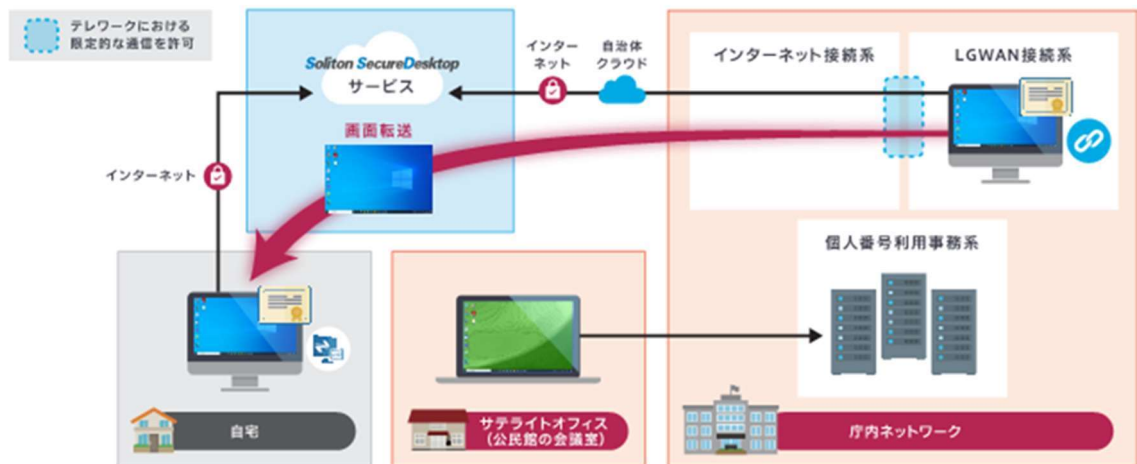 テレワークにおける
限定的な通信を許可
Soliton SecureDesktop
サービス
画面転送
インター
ネット
自治体
クラウド
インターネット接続系
LGWAN接続系
インターネット
個人番号利用事務系
自宅
サテライトオフィス
(公民館の会議室)
庁内ネットワーク